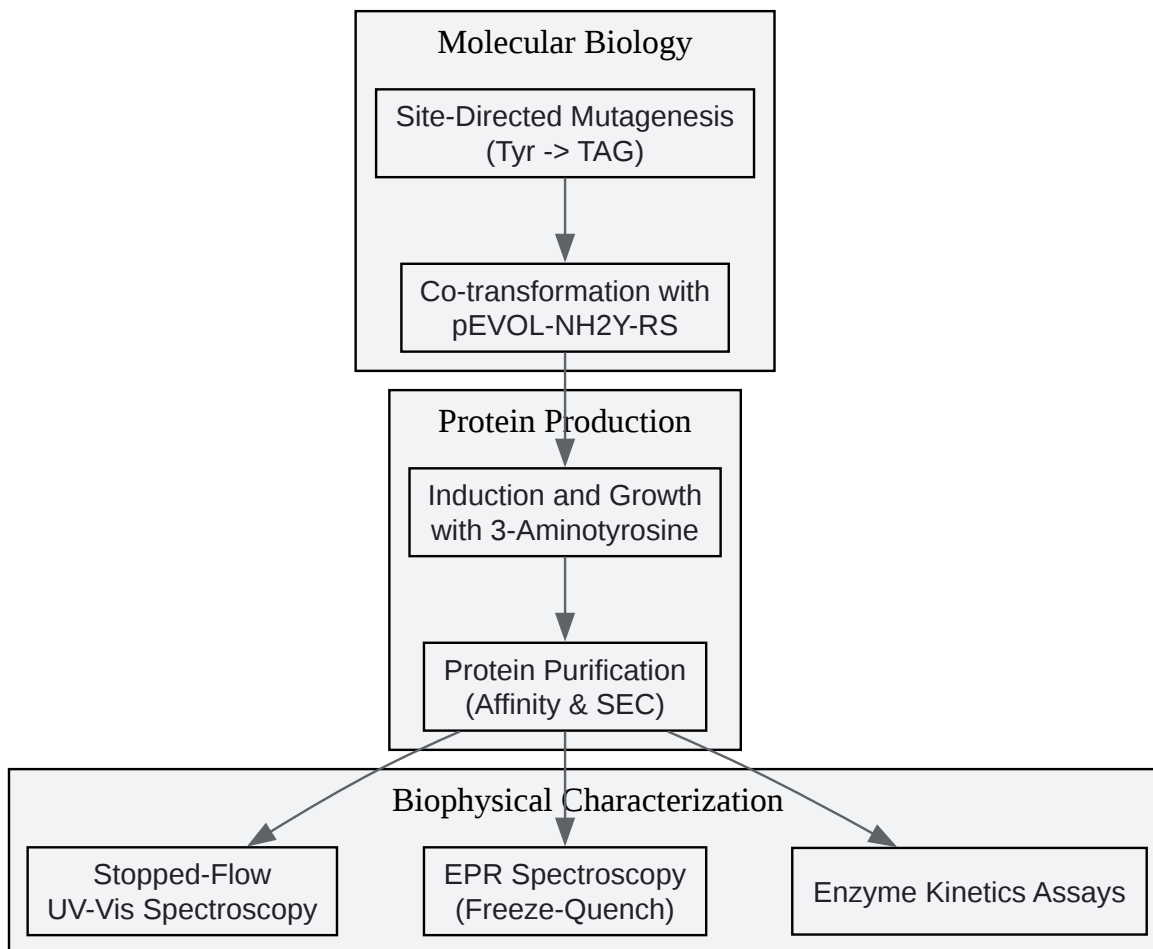 Molecular Biology
Site-Directed Mutagenesis
(Tyr -> TAG)
Co-transformation with
pEVOL-NH2Y-RS
Protein Production
Induction and Growth
with 3-Aminotyrosine
Protein Purification
(Affinity & SEC)
Biophysical Characterization
Stopped-Flow
UV-Vis Spectroscopy
EPR Spectroscopy
(Freeze-Quench)
Enzyme Kinetics Assays